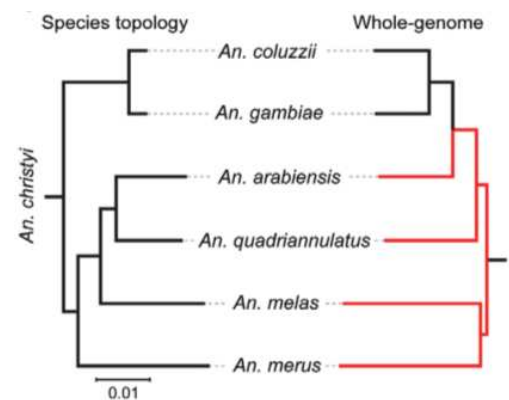 Species topology
Whole-genome
An. coluzzii
An. gambiae
An. christyi
An. arabiensis
An. quadriannulatus
An. melas
An. merus
0.01